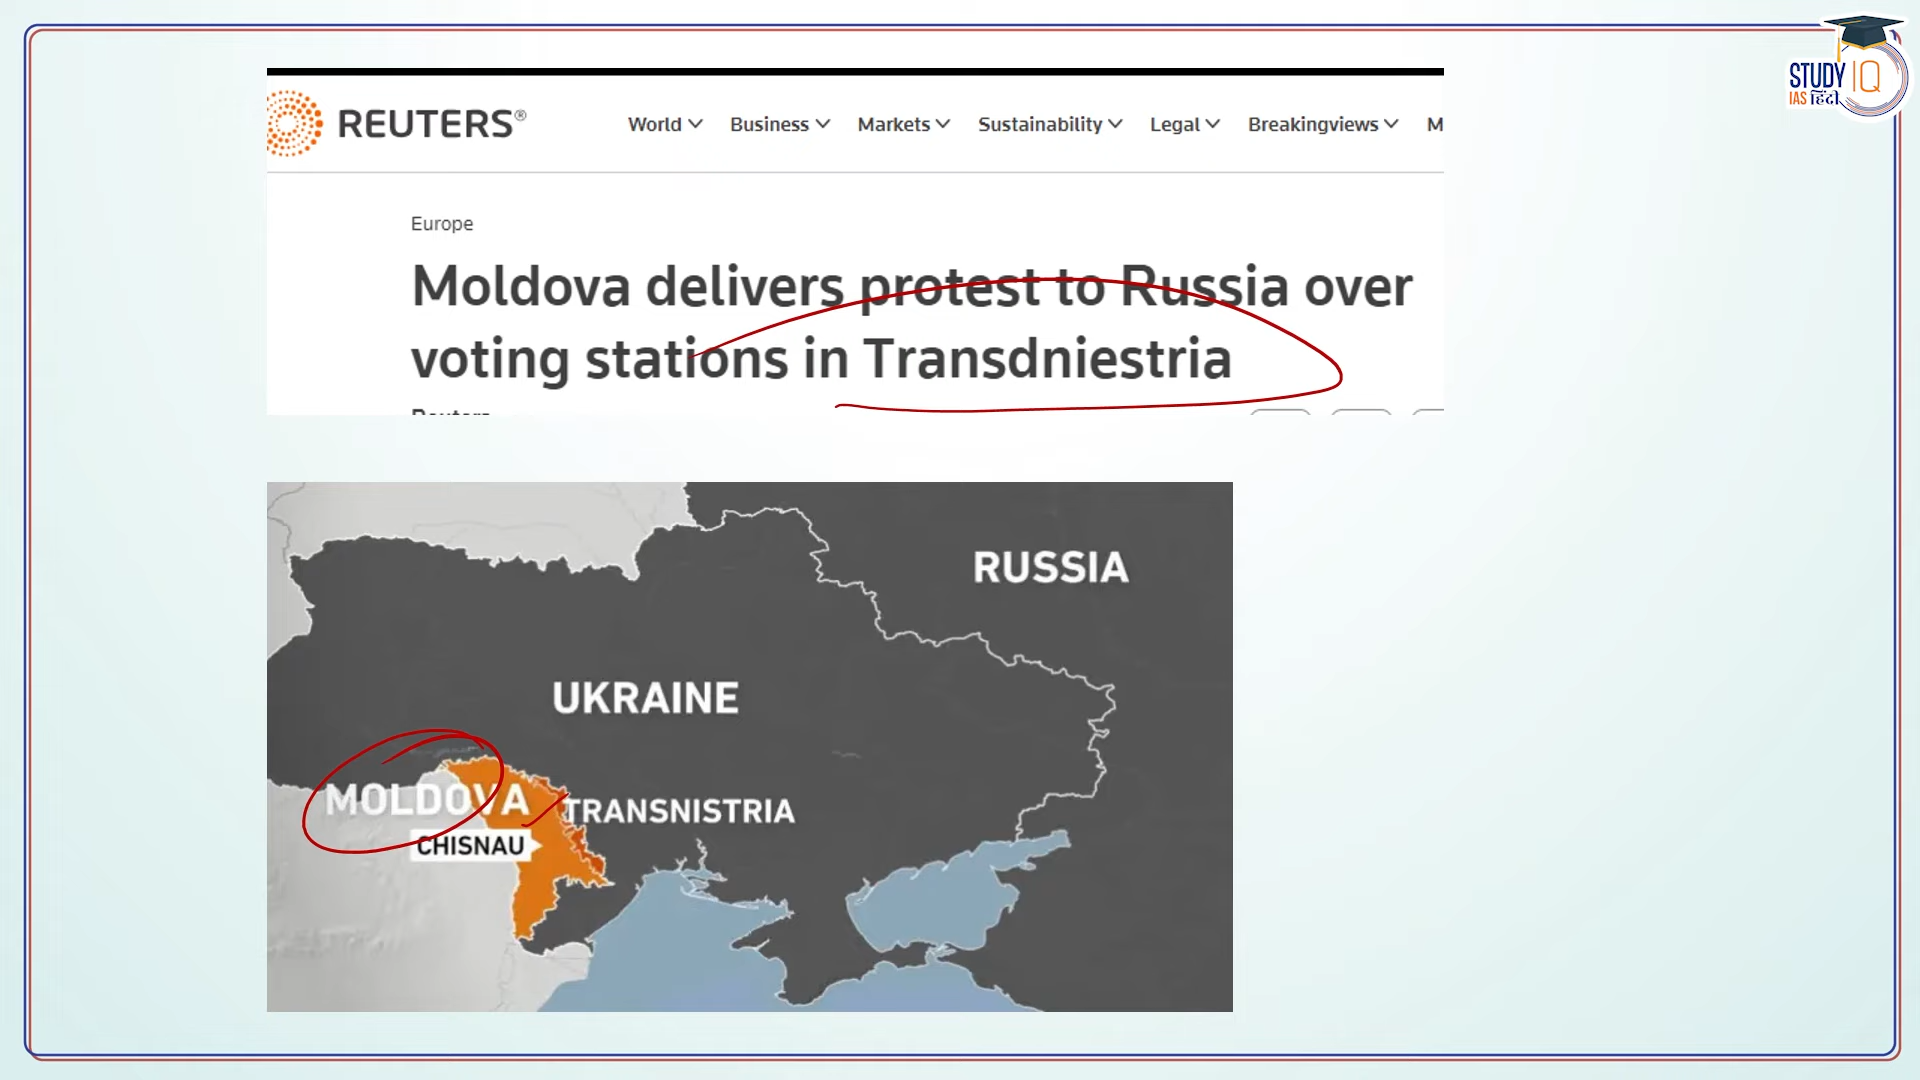 STUDY IQ
IAS हिंदी
REUTERS®
World Business Markets Sustainability Legal Breakingviews M
Europe
Moldova delivers protest to Russia over
voting stations in Transdniestria
RUSSIA
UKRAINE
MOLDOVA
TRANSNISTRIA
CHISNAU